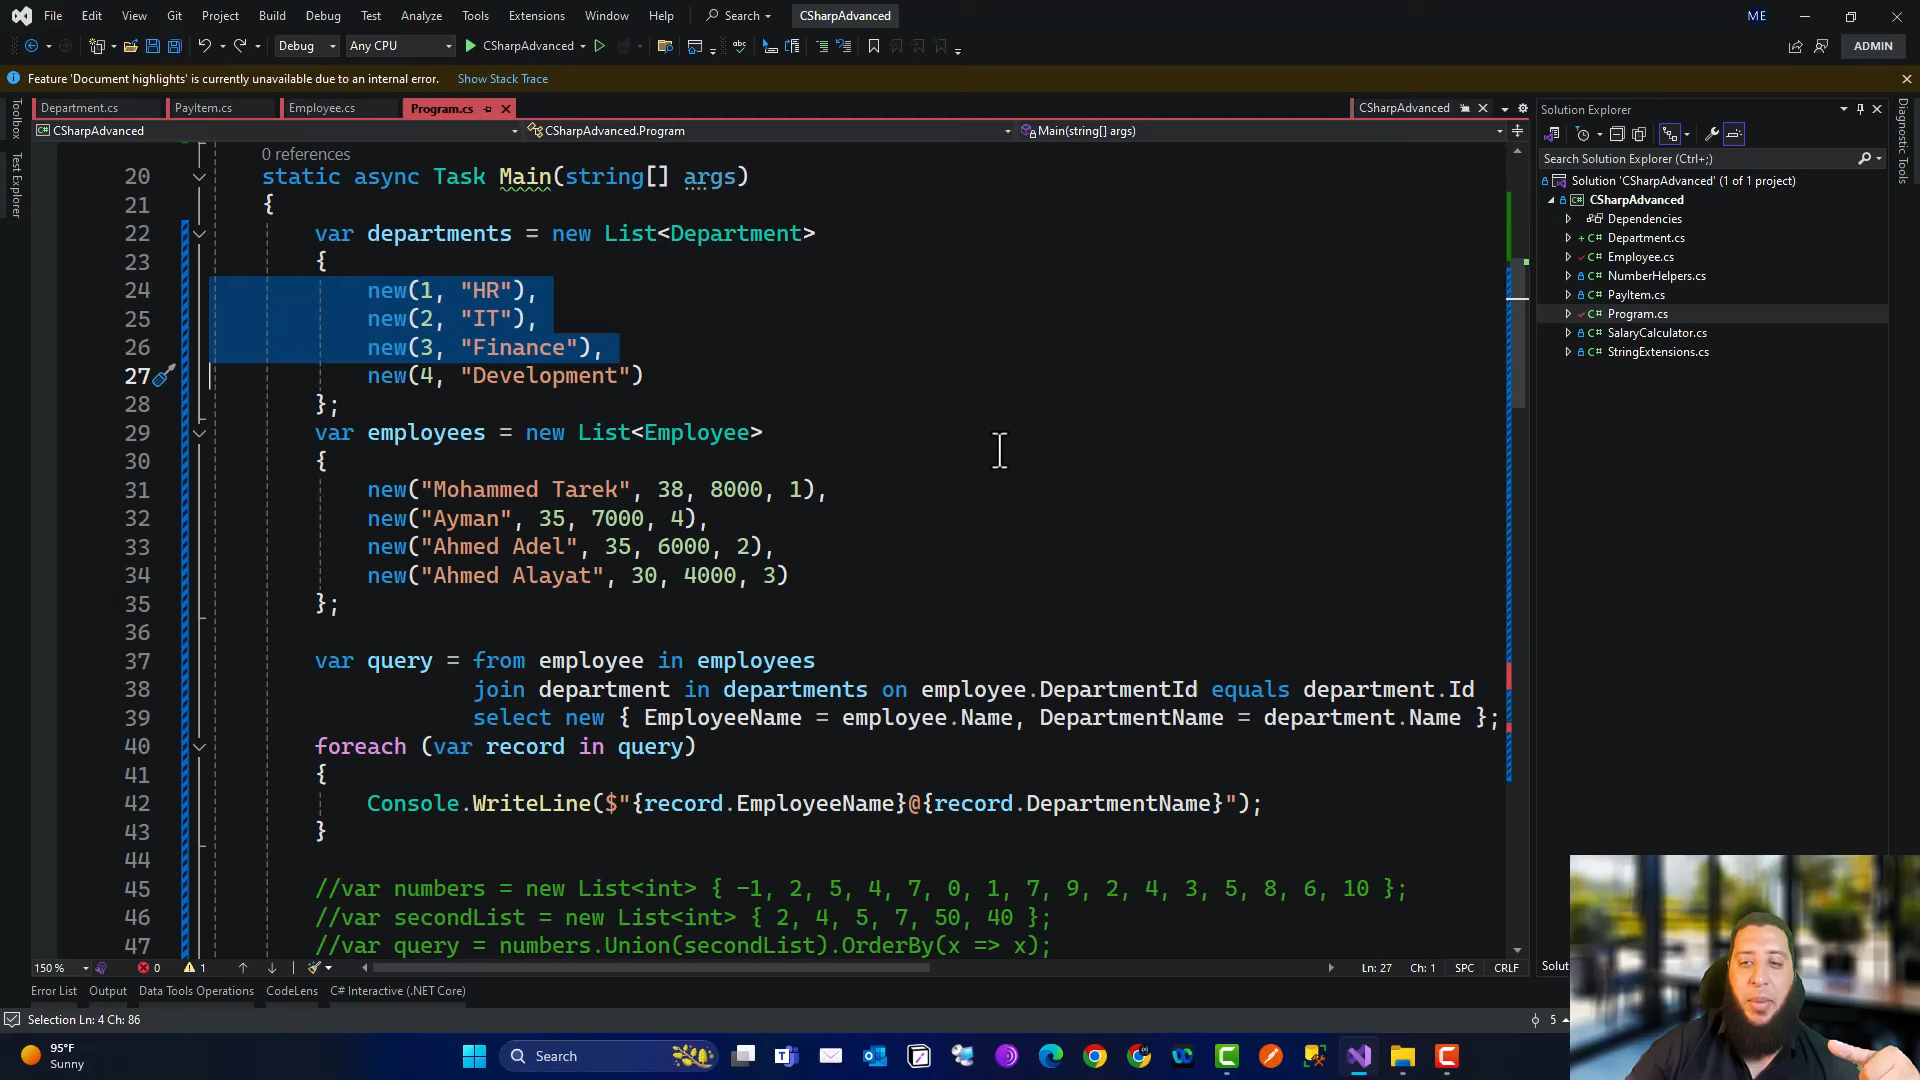 File Edit View Git Project Build Debug Test Analyze Tools Extensions Window Help Search CSharpAdvanced ME
Debug Any CPU CSharpAdvanced ADMIN
Feature 'Document highlights' is currently unavailable due to an internal error. Show Stack Trace
Department.cs PayItem.cs Employee.cs Program.cs CSharpAdvanced
CSharpAdvanced CSharpAdvanced.Program Main(string[] args)
Toolbox
Test Explorer
0 references
20 static async Task Main(string[] args)
21 {
22 var departments = new List<Department>
23 {
24 new(1, "HR"),
25 new(2, "IT"),
26 new(3, "Finance"),
27 new(4, "Development")
28 };
29 var employees = new List<Employee>
30 {
31 new("Mohammed Tarek", 38, 8000, 1),
32 new("Ayman", 35, 7000, 4),
33 new("Ahmed Adel", 35, 6000, 2),
34 new("Ahmed Alayat", 30, 4000, 3)
35 };
36
37 var query = from employee in employees
38 join department in departments on employee.DepartmentId equals department.Id
39 select new { EmployeeName = employee.Name, DepartmentName = department.Name };
40 foreach (var record in query)
41 {
42 Console.WriteLine($"{record.EmployeeName}@{record.DepartmentName}");
43 }
44
45 //var numbers = new List<int> { -1, 2, 5, 4, 7, 0, 1, 7, 9, 2, 4, 3, 5, 8, 6, 10 };
46 //var secondList = new List<int> { 2, 4, 5, 7, 50, 40 };
47 //var query = numbers.Union(secondList).OrderBy(x => x);
150 % 0 1 Ln: 27 Ch: 1 SPC CRLF
Error List Output Data Tools Operations CodeLens C# Interactive (.NET Core)
Selection Ln: 4 Ch: 86 5
Solution Explorer
Search Solution Explorer (Ctrl+;)
Solution 'CSharpAdvanced' (1 of 1 project)
C# CSharpAdvanced
Dependencies
+ C# Department.cs
C# Employee.cs
C# NumberHelpers.cs
C# PayItem.cs
C# Program.cs
C# SalaryCalculator.cs
C# StringExtensions.cs
Solut
Diagnostic Tools
95°F
Sunny
Search